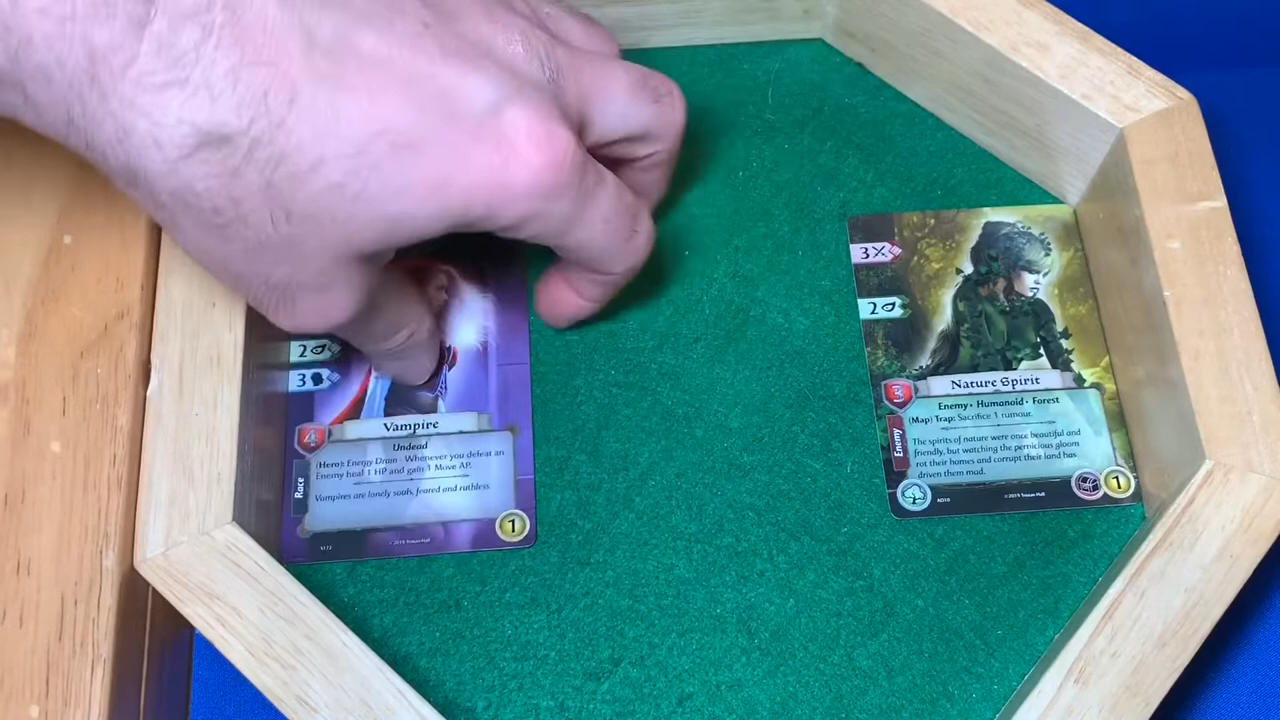 2
3
4
Vampire
Undead
(Hero): Energy Drain - Whenever you defeat an
Enemy heal 1 HP and gain 1 Move AP.
Vampires are lonely souls, feared and ruthless.
Race
1
©2019 Tristan Hall
3
2
3
Nature Spirit
Enemy • Humanoid • Forest
(Map) Trap: Sacrifice 1 rumour.
The spirits of nature were once beautiful and
friendly, but watching the pernicious gloom
rot their homes and corrupt their land has
driven them mad.
Enemy
©2019 Tristan Hall
1